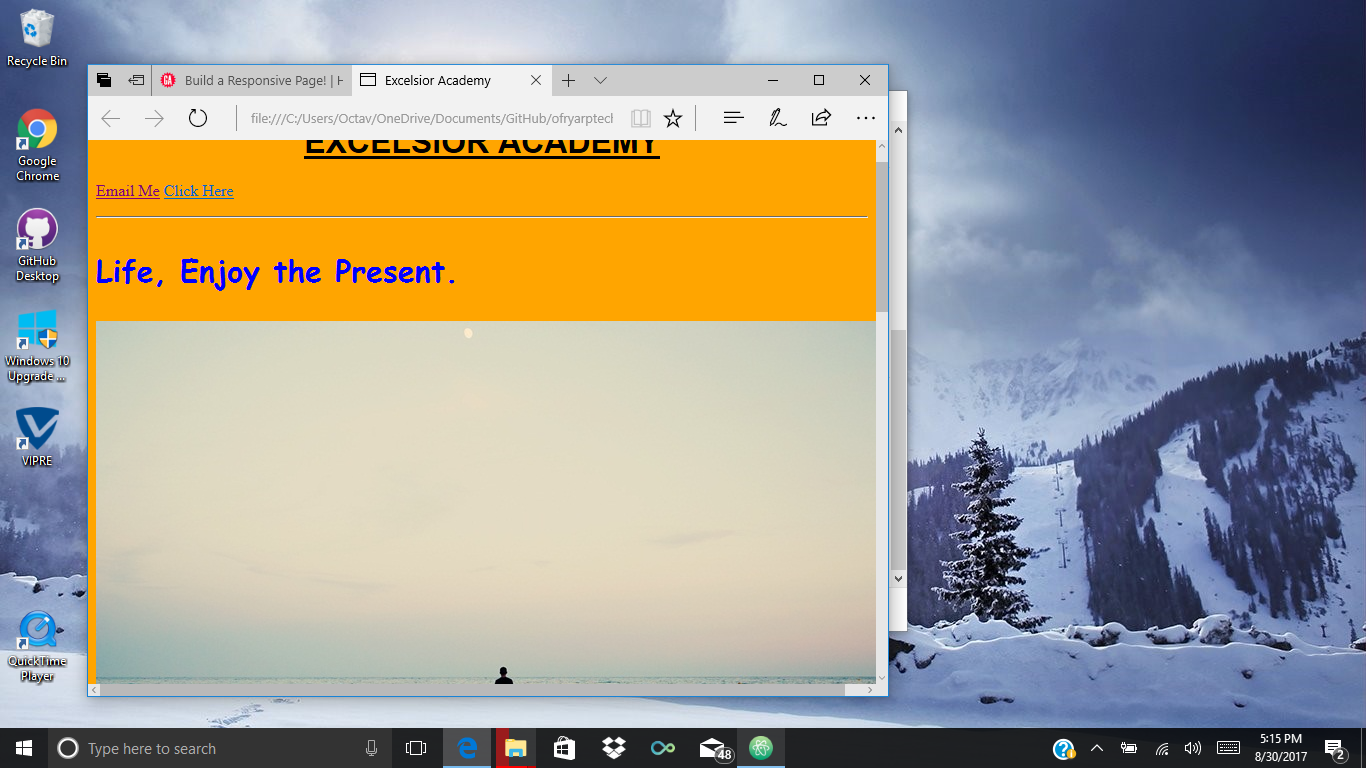 Recycle Bin
Google
Chrome
GitHub
Desktop
Windows 10
Upgrade ...
VIPRE
QuickTime
Player
Build a Responsive Page! | H
Excelsior Academy
file:///C:/Users/Octav/OneDrive/Documents/GitHub/ofryarptecl
EXCELSIOR ACADEMY
Email Me Click Here
Life, Enjoy the Present.
Type here to search
48
5:15 PM
8/30/2017
2